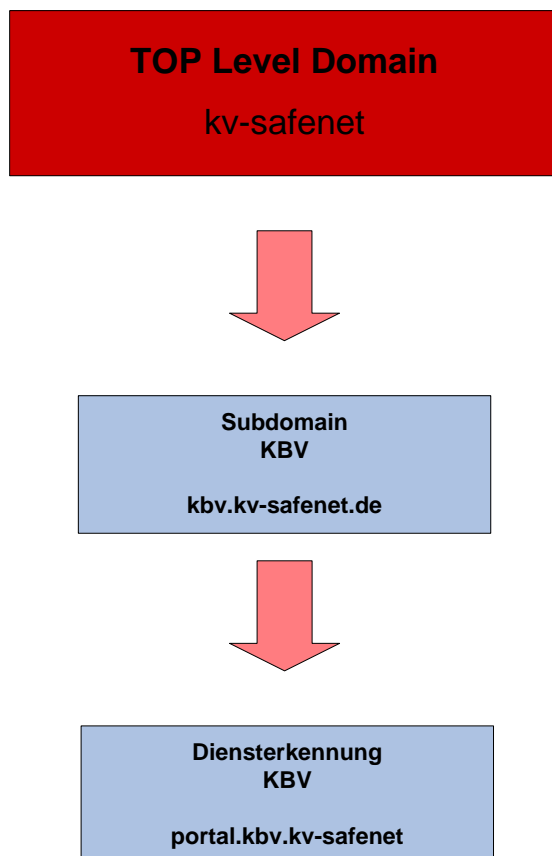 TOP Level Domain
kv-safenet
Subdomain
KBV
kbv.kv-safenet.de
Diensterkennung
KBV
portal.kbv.kv-safenet